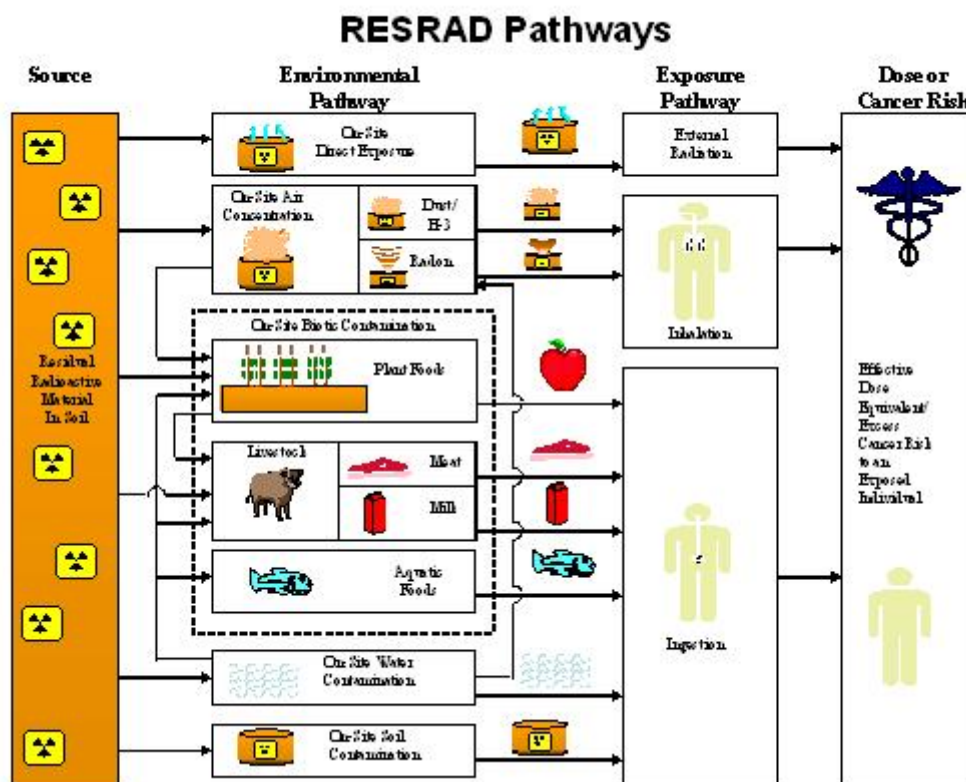 RESRAD Pathways
Source
Environmental
Pathway
Exposure
Pathway
Dose or
Cancer Risk
On-Site
Direct Exposure
External
Radiation
On-Site Air
Concentration
Dust/
H-3
Radon
Inhalation
On-Site Biotic Contamination
Plant Foods
Residual
Radioactive
Material
In Soil
Livestock
Meat
Milk
Aquatic
Foods
Effective
Dose
Equivalent/
Excess
Cancer Risk
to an
Exposed
Individual
Ingestion
On-Site Water
Contamination
On-Site Soil
Contamination